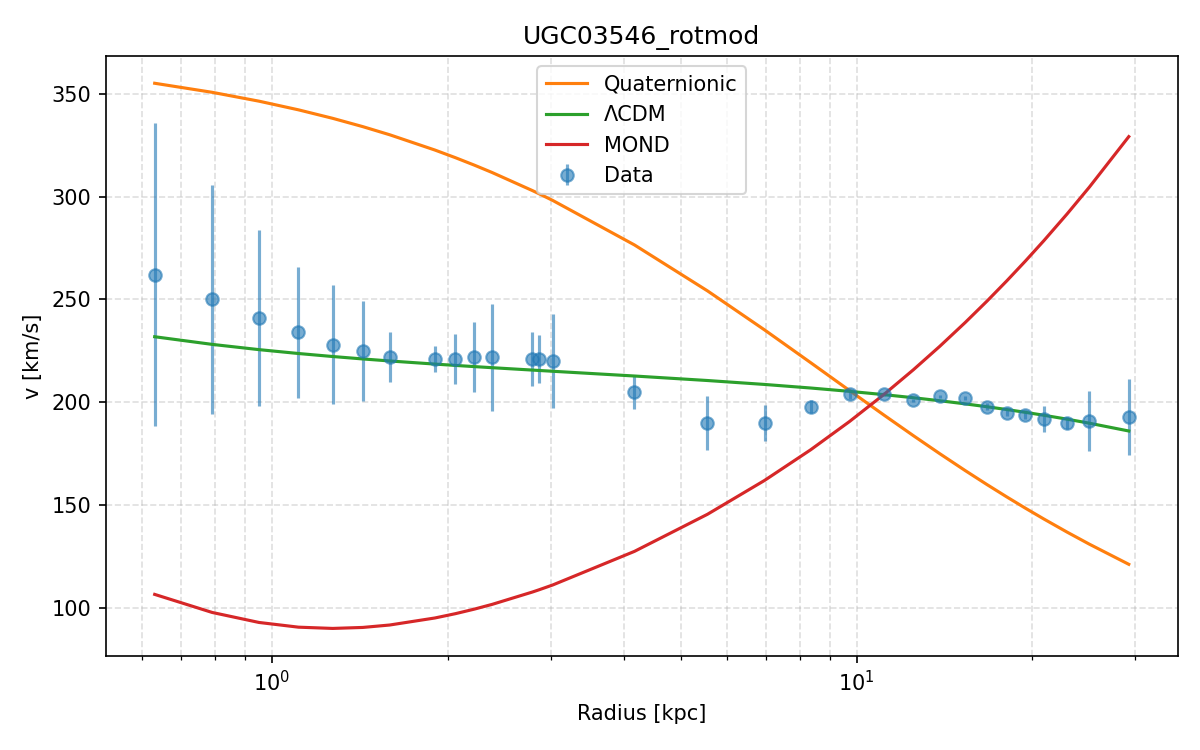 UGC03546_rotmod
Quaternionic
ΛCDM
MOND
Data
v [km/s]
350
300
250
200
150
100
10⁰
10¹
Radius [kpc]